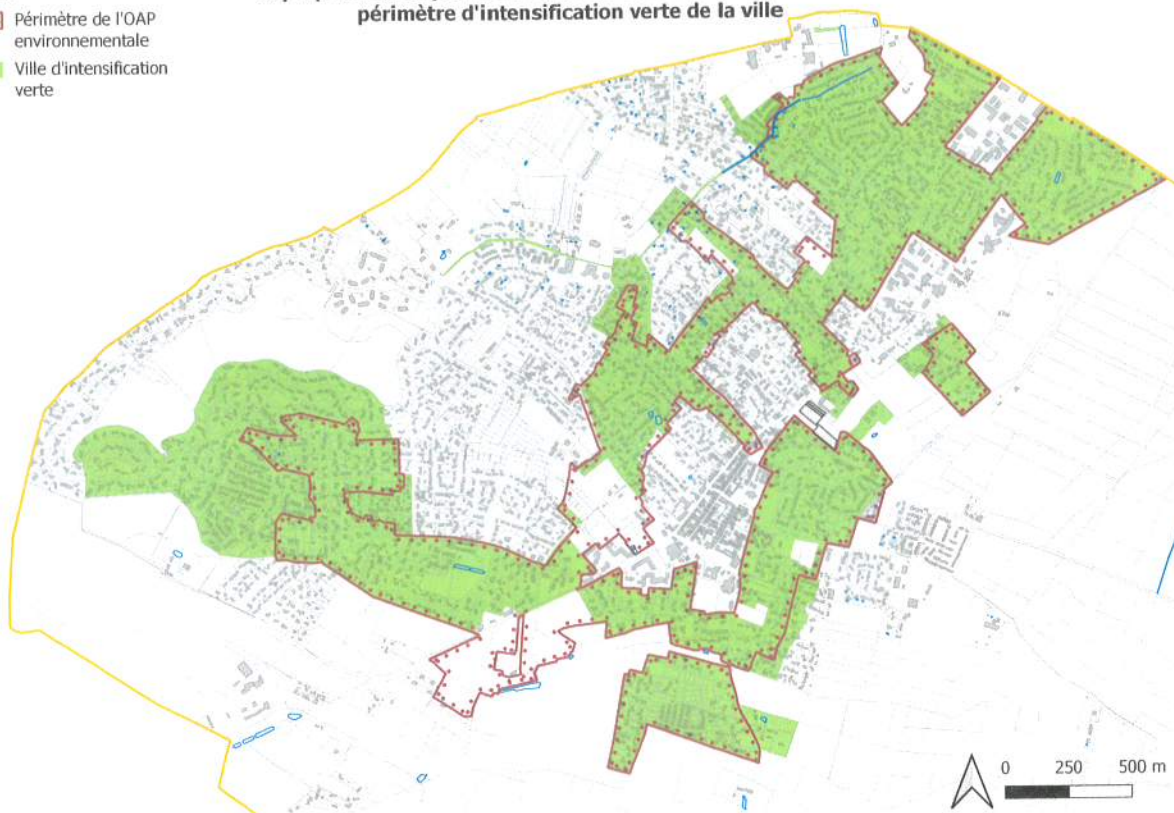 périmètre d'intensification verte de la ville
Périmètre de l'OAP
environnementale
Ville d'intensification
verte
0 250 500 m